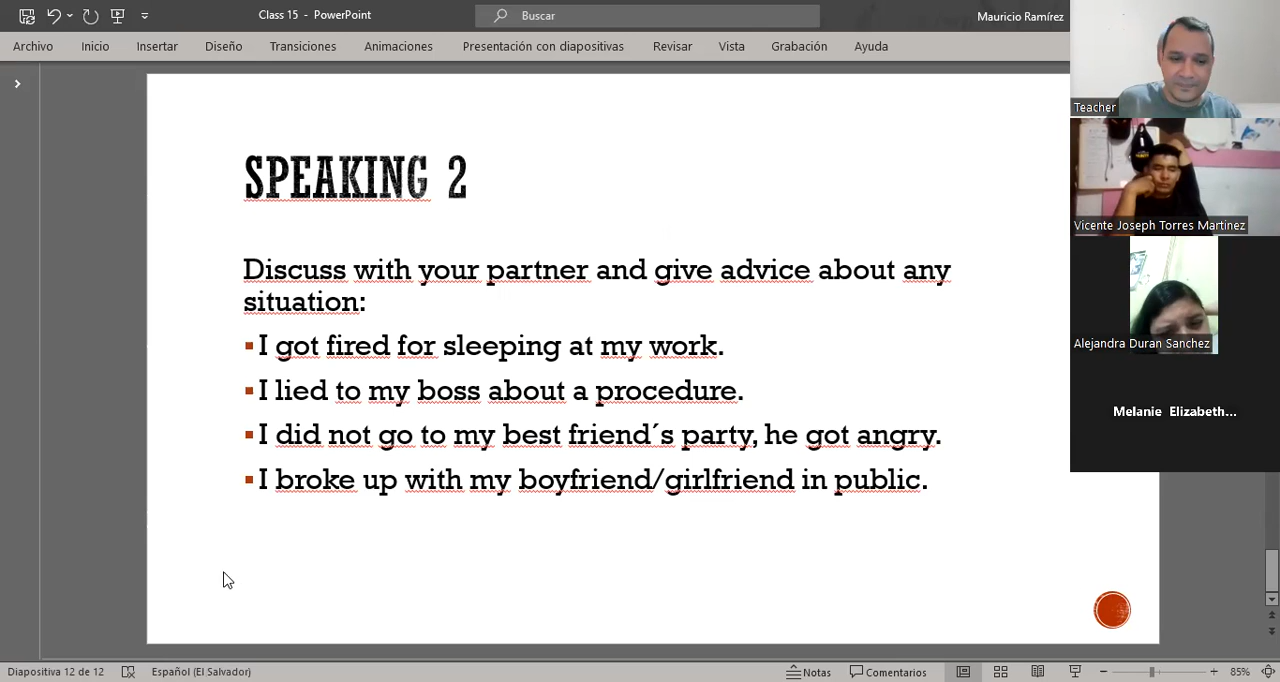 Class 15 - PowerPoint
Buscar
Mauricio Ramírez
Archivo Inicio Insertar Diseño Transiciones Animaciones Presentación con diapositivas Revisar Vista Grabación Ayuda
Teacher
Vicente Joseph Torres Martinez
Alejandra Duran Sanchez
Melanie Elizabeth...
SPEAKING 2
Discuss with your partner and give advice about any
situation:
▪ I got fired for sleeping at my work.
▪ I lied to my boss about a procedure.
▪ I did not go to my best friend´s party, he got angry.
▪ I broke up with my boyfriend/girlfriend in public.
Diapositiva 12 de 12 Español (El Salvador) Notas Comentarios 85%